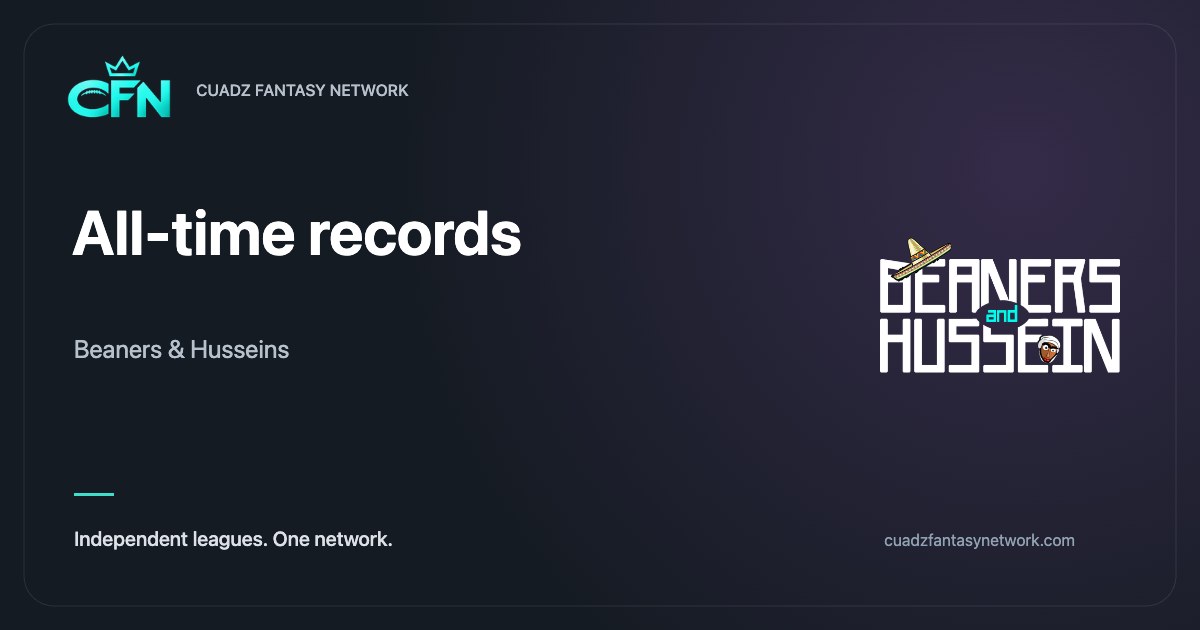 CFN
CUADZ FANTASY NETWORK
All-time records
Beaners & Husseins
BEANERS
and
HUSSEIN
Independent leagues. One network.
cuadzfantasynetwork.com